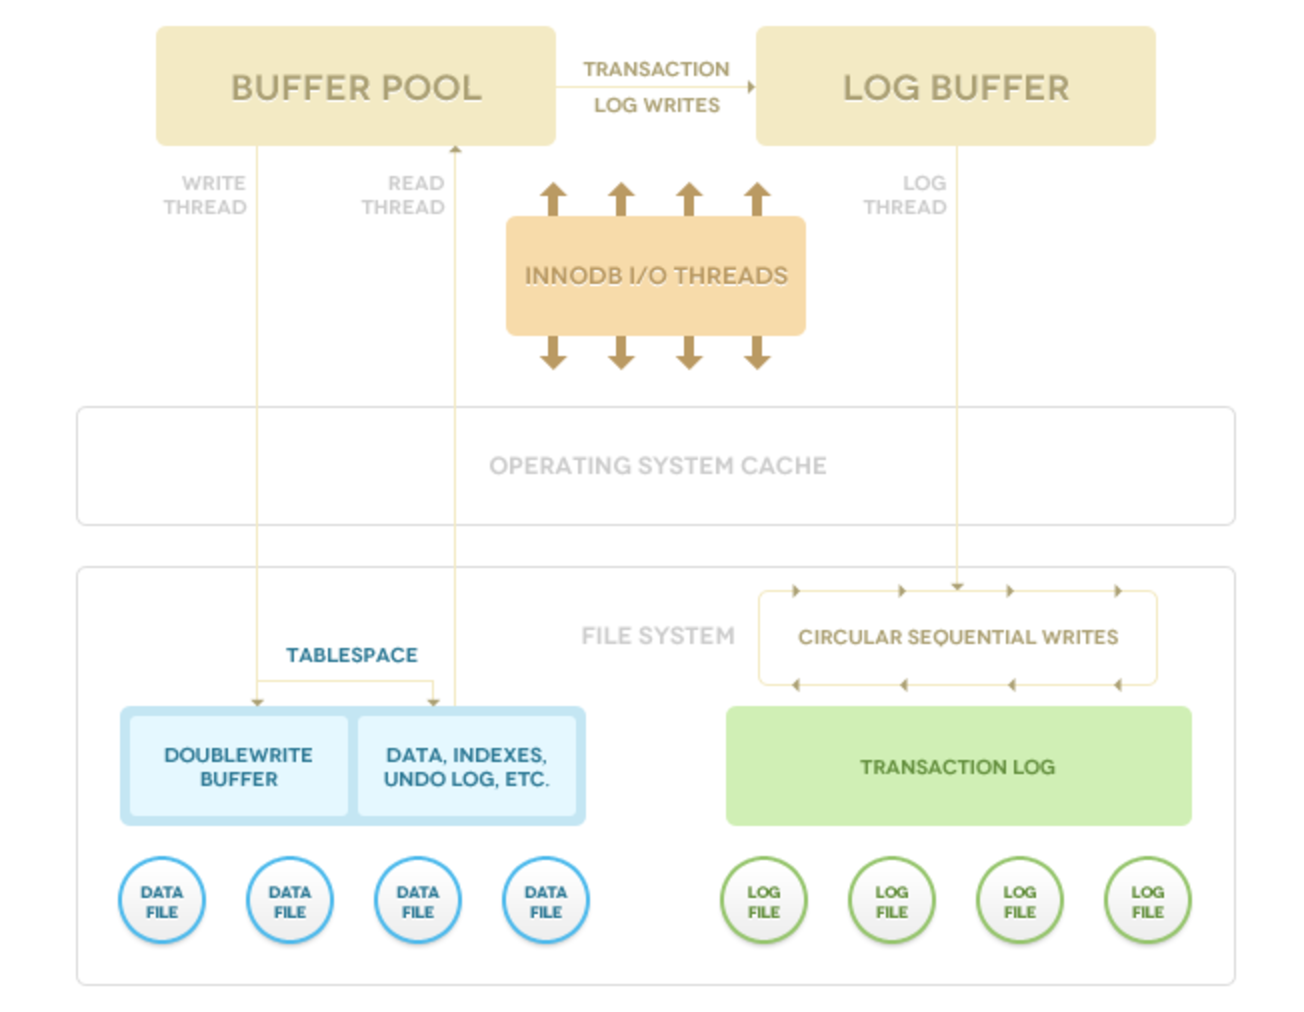 BUFFER POOL
TRANSACTION
LOG WRITES
LOG BUFFER
WRITE
THREAD
READ
THREAD
LOG
THREAD
INNODB I/O THREADS
OPERATING SYSTEM CACHE
FILE SYSTEM
CIRCULAR SEQUENTIAL WRITES
TABLESPACE
DOUBLEWRITE
BUFFER
DATA, INDEXES,
UNDO LOG, ETC.
TRANSACTION LOG
DATA
FILE
DATA
FILE
DATA
FILE
DATA
FILE
LOG
FILE
LOG
FILE
LOG
FILE
LOG
FILE